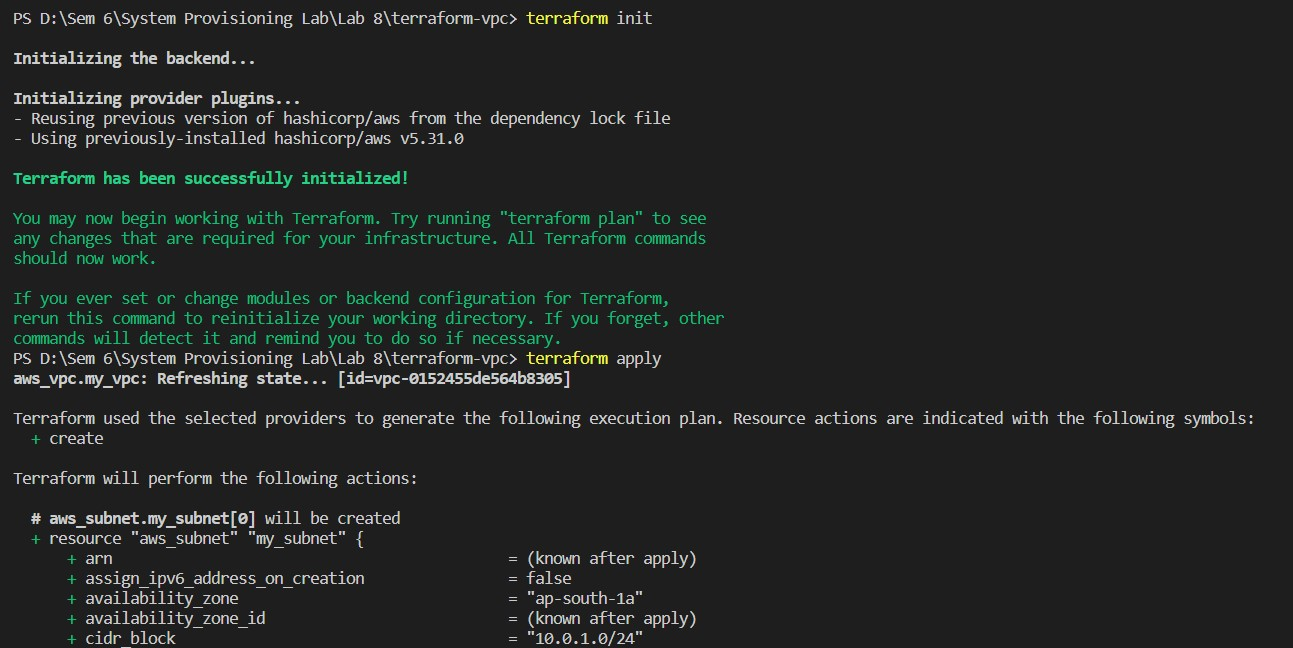 PS D:\Sem 6\System Provisioning Lab\Lab 8\terraform-vpc> terraform init
Initializing the backend...
Initializing provider plugins...
- Reusing previous version of hashicorp/aws from the dependency lock file
- Using previously-installed hashicorp/aws v5.31.0
Terraform has been successfully initialized!
You may now begin working with Terraform. Try running "terraform plan" to see
any changes that are required for your infrastructure. All Terraform commands
should now work.
If you ever set or change modules or backend configuration for Terraform,
rerun this command to reinitialize your working directory. If you forget, other
commands will detect it and remind you to do so if necessary.
PS D:\Sem 6\System Provisioning Lab\Lab 8\terraform-vpc> terraform apply
aws_vpc.my_vpc: Refreshing state... [id=vpc-0152455de564b8305]
Terraform used the selected providers to generate the following execution plan. Resource actions are indicated with the following symbols:
+ create
Terraform will perform the following actions:
# aws_subnet.my_subnet[0] will be created
+ resource "aws_subnet" "my_subnet" {
+ arn = (known after apply)
+ assign_ipv6_address_on_creation = false
+ availability_zone = "ap-south-1a"
+ availability_zone_id = (known after apply)
+ cidr_block = "10.0.1.0/24"